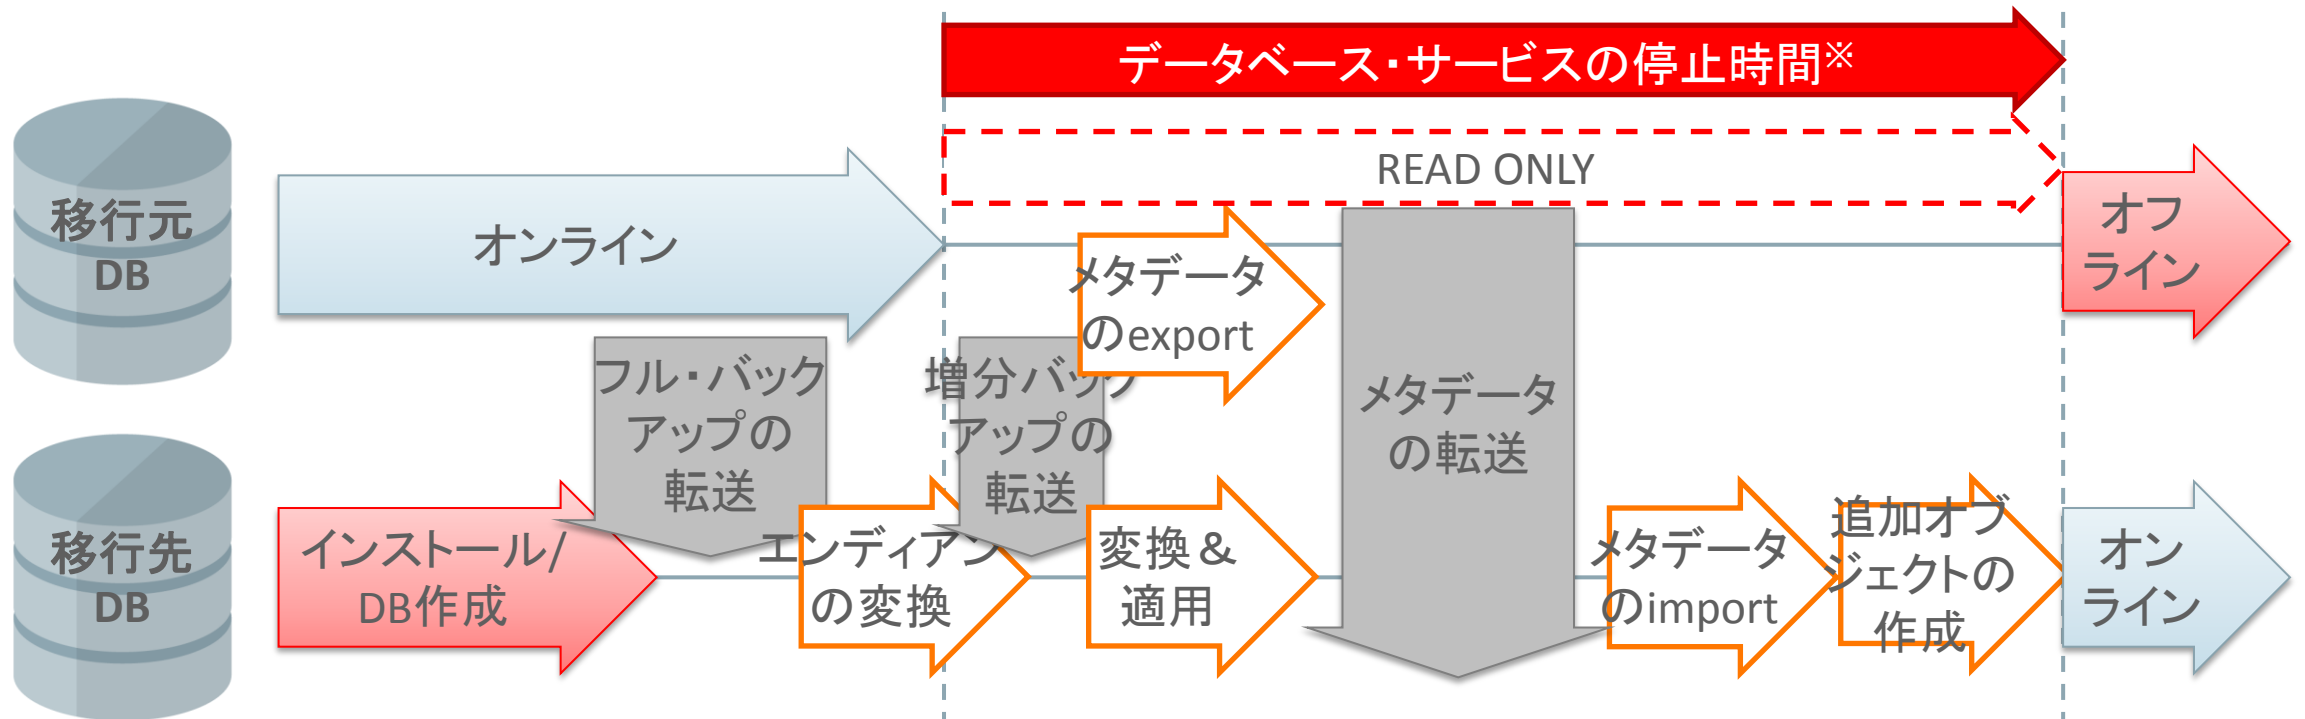 データベース・サービスの停止時間※
READ ONLY
移行元
DB
オンライン
オフ
ライン
メタデータ
のexport
フル・バック
アップの
転送
増分バック
アップの
転送
メタデータ
の転送
移行先
DB
インストール/
DB作成
エンディアン
の変換
変換＆
適用
メタデータ
のimport
追加オブ
ジェクトの
作成
オン
ライン